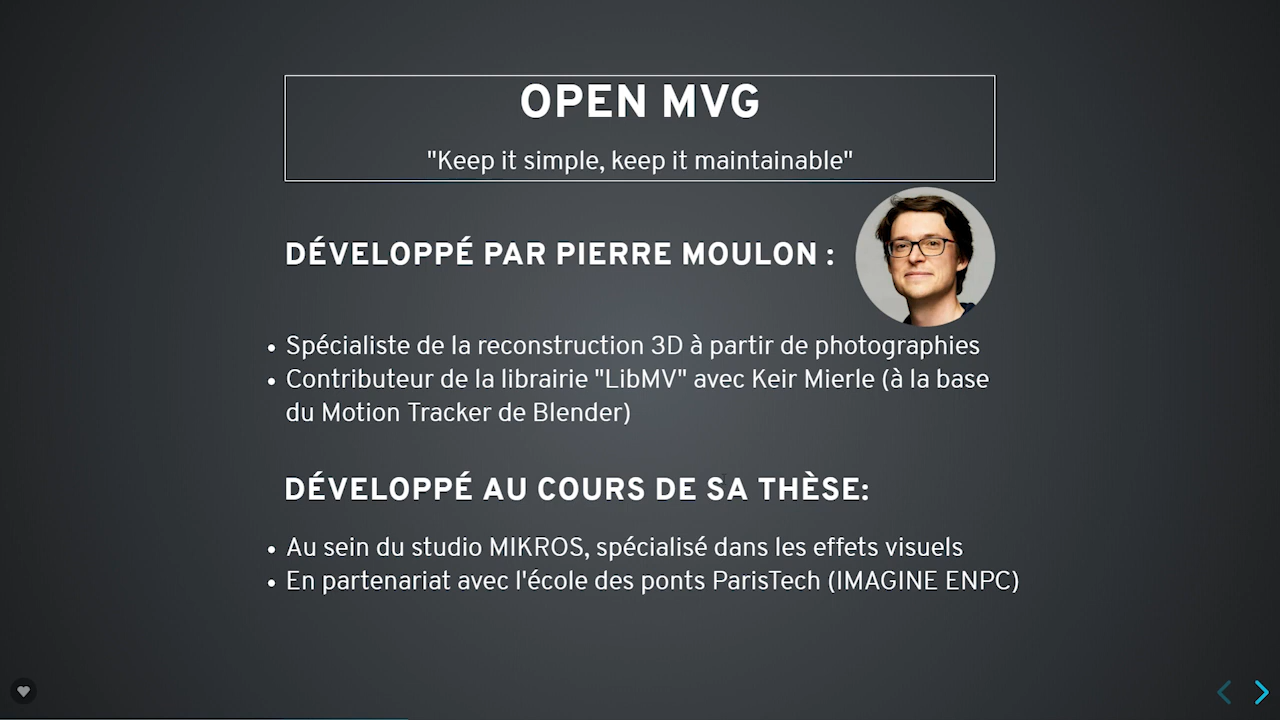 OPEN MVG
"Keep it simple, keep it maintainable"
DÉVELOPPÉ PAR PIERRE MOULON :
• Spécialiste de la reconstruction 3D à partir de photographies
• Contributeur de la librairie "LibMV" avec Keir Mierle (à la base
du Motion Tracker de Blender)
DÉVELOPPÉ AU COURS DE SA THÈSE:
• Au sein du studio MIKROS, spécialisé dans les effets visuels
• En partenariat avec l'école des ponts ParisTech (IMAGINE ENPC)